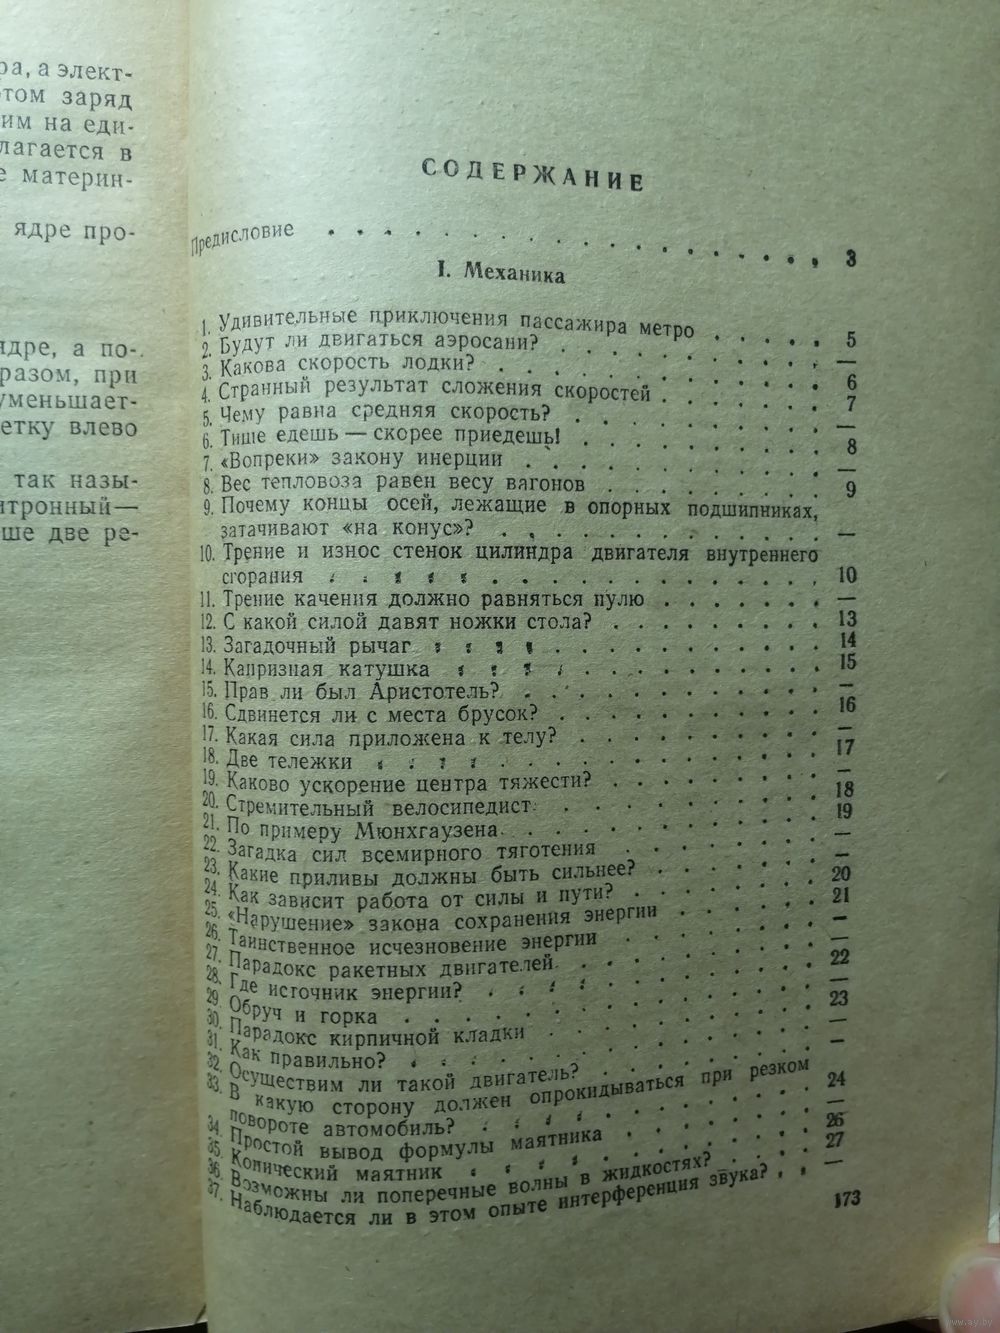 ра, а элект-
том заряд
им на еди-
лагается в
е материн-
ядре про-
ядре, а по-
разом, при
уменьшает-
етку влево
так назы-
тронный—
ше две ре-
СОДЕРЖАНИЕ
Предисловие . . . . . . . . . . . . . . . . . . 3
I. Механика
1. Удивительные приключения пассажира метро . . . . . 5
2. Будут ли двигаться аэросани? . . . . . . . . . . —
3. Какова скорость лодки? . . . . . . . . . . . . 6
4. Странный результат сложения скоростей . . . . . . 7
5. Чему равна средняя скорость? . . . . . . . . . . —
6. Тише едешь — скорее приедешь! . . . . . . . . . 8
7. «Вопреки» закону инерции . . . . . . . . . . . —
8. Вес тепловоза равен весу вагонов . . . . . . . . 9
9. Почему концы осей, лежащие в опорных подшипниках,
затачивают «на конус»? . . . . . . . . . . . . —
10. Трение и износ стенок цилиндра двигателя внутреннего
сгорания . . . . . . . . . . . . . . . . . 10
11. Трение качения должно равняться нулю . . . . . . . —
12. С какой силой давят ножки стола? . . . . . . . . 13
13. Загадочный рычаг . . . . . . . . . . . . . . 14
14. Капризная катушка . . . . . . . . . . . . . 15
15. Прав ли был Аристотель? . . . . . . . . . . . —
16. Сдвинется ли с места брусок? . . . . . . . . . . 16
17. Какая сила приложена к телу? . . . . . . . . . —
18. Две тележки . . . . . . . . . . . . . . . . 17
19. Каково ускорение центра тяжести? . . . . . . . . —
20. Стремительный велосипедист . . . . . . . . . . 18
21. По примеру Мюнхгаузена . . . . . . . . . . . 19
22. Загадка сил всемирного тяготения . . . . . . . . —
23. Какие приливы должны быть сильнее? . . . . . . . —
24. Как зависит работа от силы и пути? . . . . . . . 20
25. «Нарушение» закона сохранения энергии . . . . . . 21
26. Таинственное исчезновение энергии . . . . . . . . —
27. Парадокс ракетных двигателей . . . . . . . . . —
28. Где источник энергии? . . . . . . . . . . . . 22
29. Обруч и горка . . . . . . . . . . . . . . . —
30. Парадокс кирпичной кладки . . . . . . . . . . 23
31. Как правильно? . . . . . . . . . . . . . . —
32. Осуществим ли такой двигатель? . . . . . . . . —
33. В какую сторону должен опрокидываться при резком
повороте автомобиль? . . . . . . . . . . . . 24
34. Простой вывод формулы маятника . . . . . . . . —
35. Конический маятник . . . . . . . . . . . . . 26
36. Возможны ли поперечные волны в жидкостях? . . . . 27
37. Наблюдается ли в этом опыте интерференция звука? . . —
173
www.ay.by